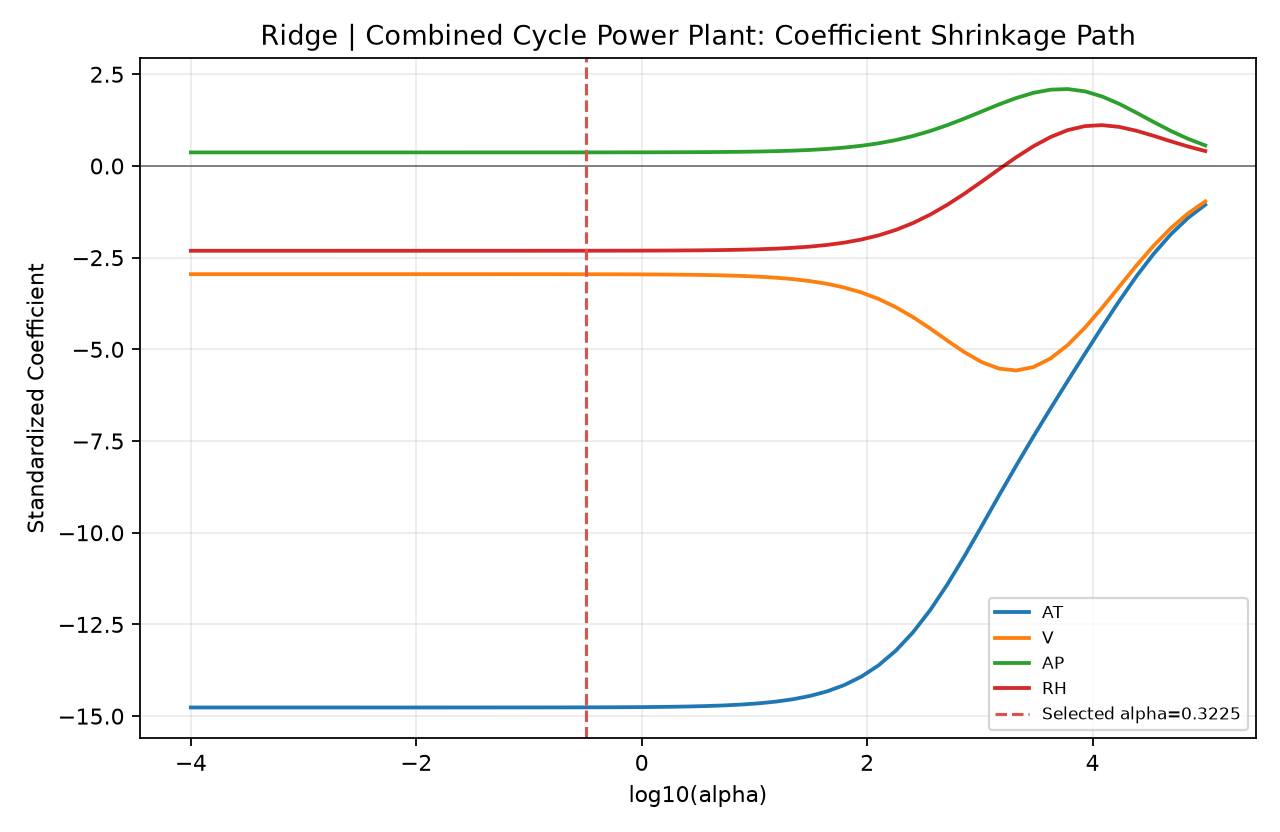 Ridge | Combined Cycle Power Plant: Coefficient Shrinkage Path
Standardized Coefficient
2.5
0.0
−2.5
−5.0
−7.5
−10.0
−12.5
−15.0
−4
−2
0
2
4
log10(alpha)
AT
V
AP
RH
Selected alpha=0.3225